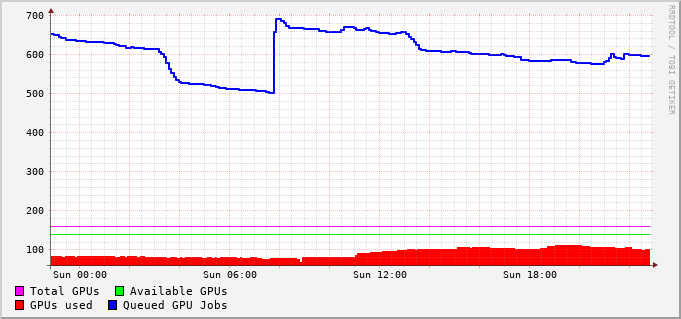 700
600
500
400
300
200
100
Sun 00:00 Sun 06:00 Sun 12:00 Sun 18:00
Total GPUs Available GPUs
GPUs used Queued GPU Jobs
RRDTOOL / TOBI OETIKER